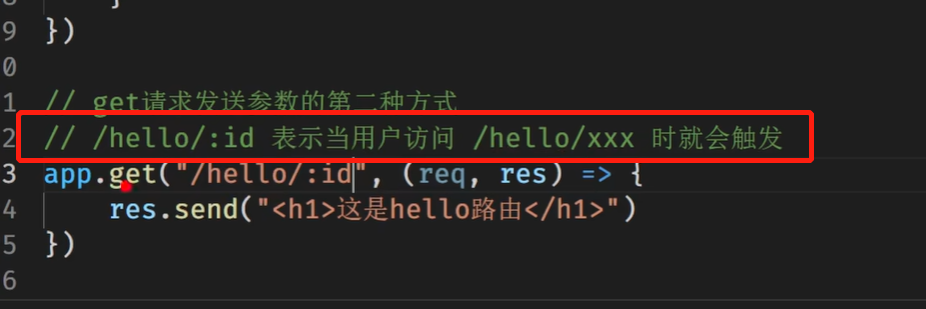 9 })
0
1 // get请求发送参数的第二种方式
2 // /hello/:id 表示当用户访问 /hello/xxx 时就会触发
3 app.get("/hello/:id", (req, res) => {
4 res.send("<h1>这是hello路由</h1>")
5 })
6